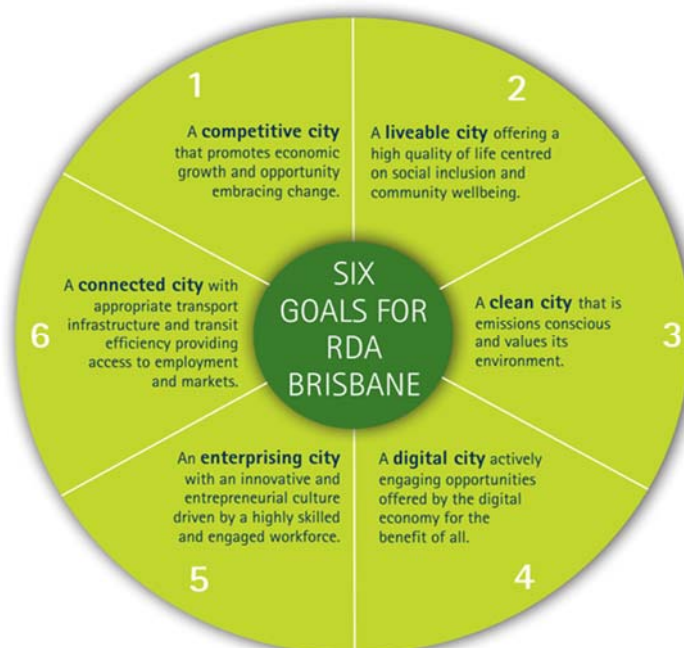 1
A competitive city
that promotes economic
growth and opportunity
embracing change.
2
A liveable city offering a
high quality of life centred
on social inclusion and
community wellbeing.
SIX
GOALS FOR
RDA
BRISBANE
3
A clean city that is
emissions conscious
and values its
environment.
A digital city actively
engaging opportunities
offered by the digital
economy for the
benefit of all.
4
An enterprising city
with an innovative and
entrepreneurial culture
driven by a highly skilled
and engaged workforce.
5
A connected city with
appropriate transport
infrastructure and transit
efficiency providing
access to employment
and markets.
6